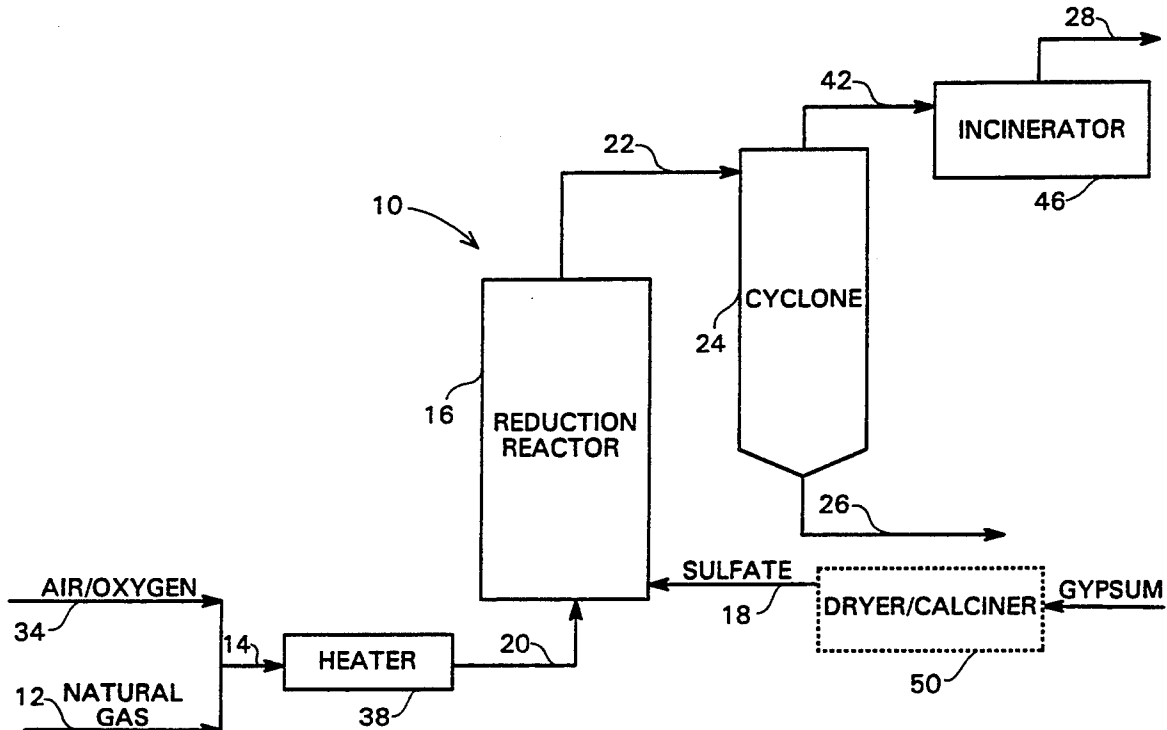 28
42
INCINERATOR
46
22
10
CYCLONE
24
16
REDUCTION
REACTOR
26
SULFATE
18
DRYER/CALCINER
GYPSUM
50
AIR/OXYGEN
34
14
HEATER
20
38
12
NATURAL
GAS